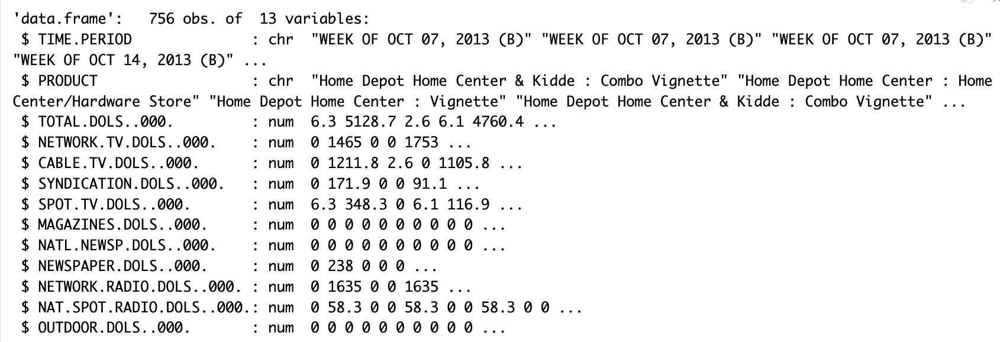 'data.frame':   756 obs. of  13 variables:
 $ TIME.PERIOD              : chr  "WEEK OF OCT 07, 2013 (B)" "WEEK OF OCT 07, 2013 (B)" "WEEK OF OCT 07, 2013 (B)"
"WEEK OF OCT 14, 2013 (B)" ...
 $ PRODUCT                  : chr  "Home Depot Home Center & Kidde : Combo Vignette" "Home Depot Home Center : Home
Center/Hardware Store" "Home Depot Home Center : Vignette" "Home Depot Home Center & Kidde : Combo Vignette" ...
 $ TOTAL.DOLS..000.         : num  6.3 5128.7 2.6 6.1 4760.4 ...
 $ NETWORK.TV.DOLS..000.    : num  0 1465 0 0 1753 ...
 $ CABLE.TV.DOLS..000.      : num  0 1211.8 2.6 0 1105.8 ...
 $ SYNDICATION.DOLS..000.   : num  0 171.9 0 0 91.1 ...
 $ SPOT.TV.DOLS..000.       : num  6.3 348.3 0 6.1 116.9 ...
 $ MAGAZINES.DOLS..000.     : num  0 0 0 0 0 0 0 0 0 0 ...
 $ NATL.NEWSP.DOLS..000.    : num  0 0 0 0 0 0 0 0 0 0 ...
 $ NEWSPAPER.DOLS..000.     : num  0 238 0 0 0 ...
 $ NETWORK.RADIO.DOLS..000. : num  0 1635 0 0 1635 ...
 $ NAT.SPOT.RADIO.DOLS..000.: num  0 58.3 0 0 58.3 0 0 58.3 0 0 ...
 $ OUTDOOR.DOLS..000.       : num  0 0 0 0 0 0 0 0 0 0 ...